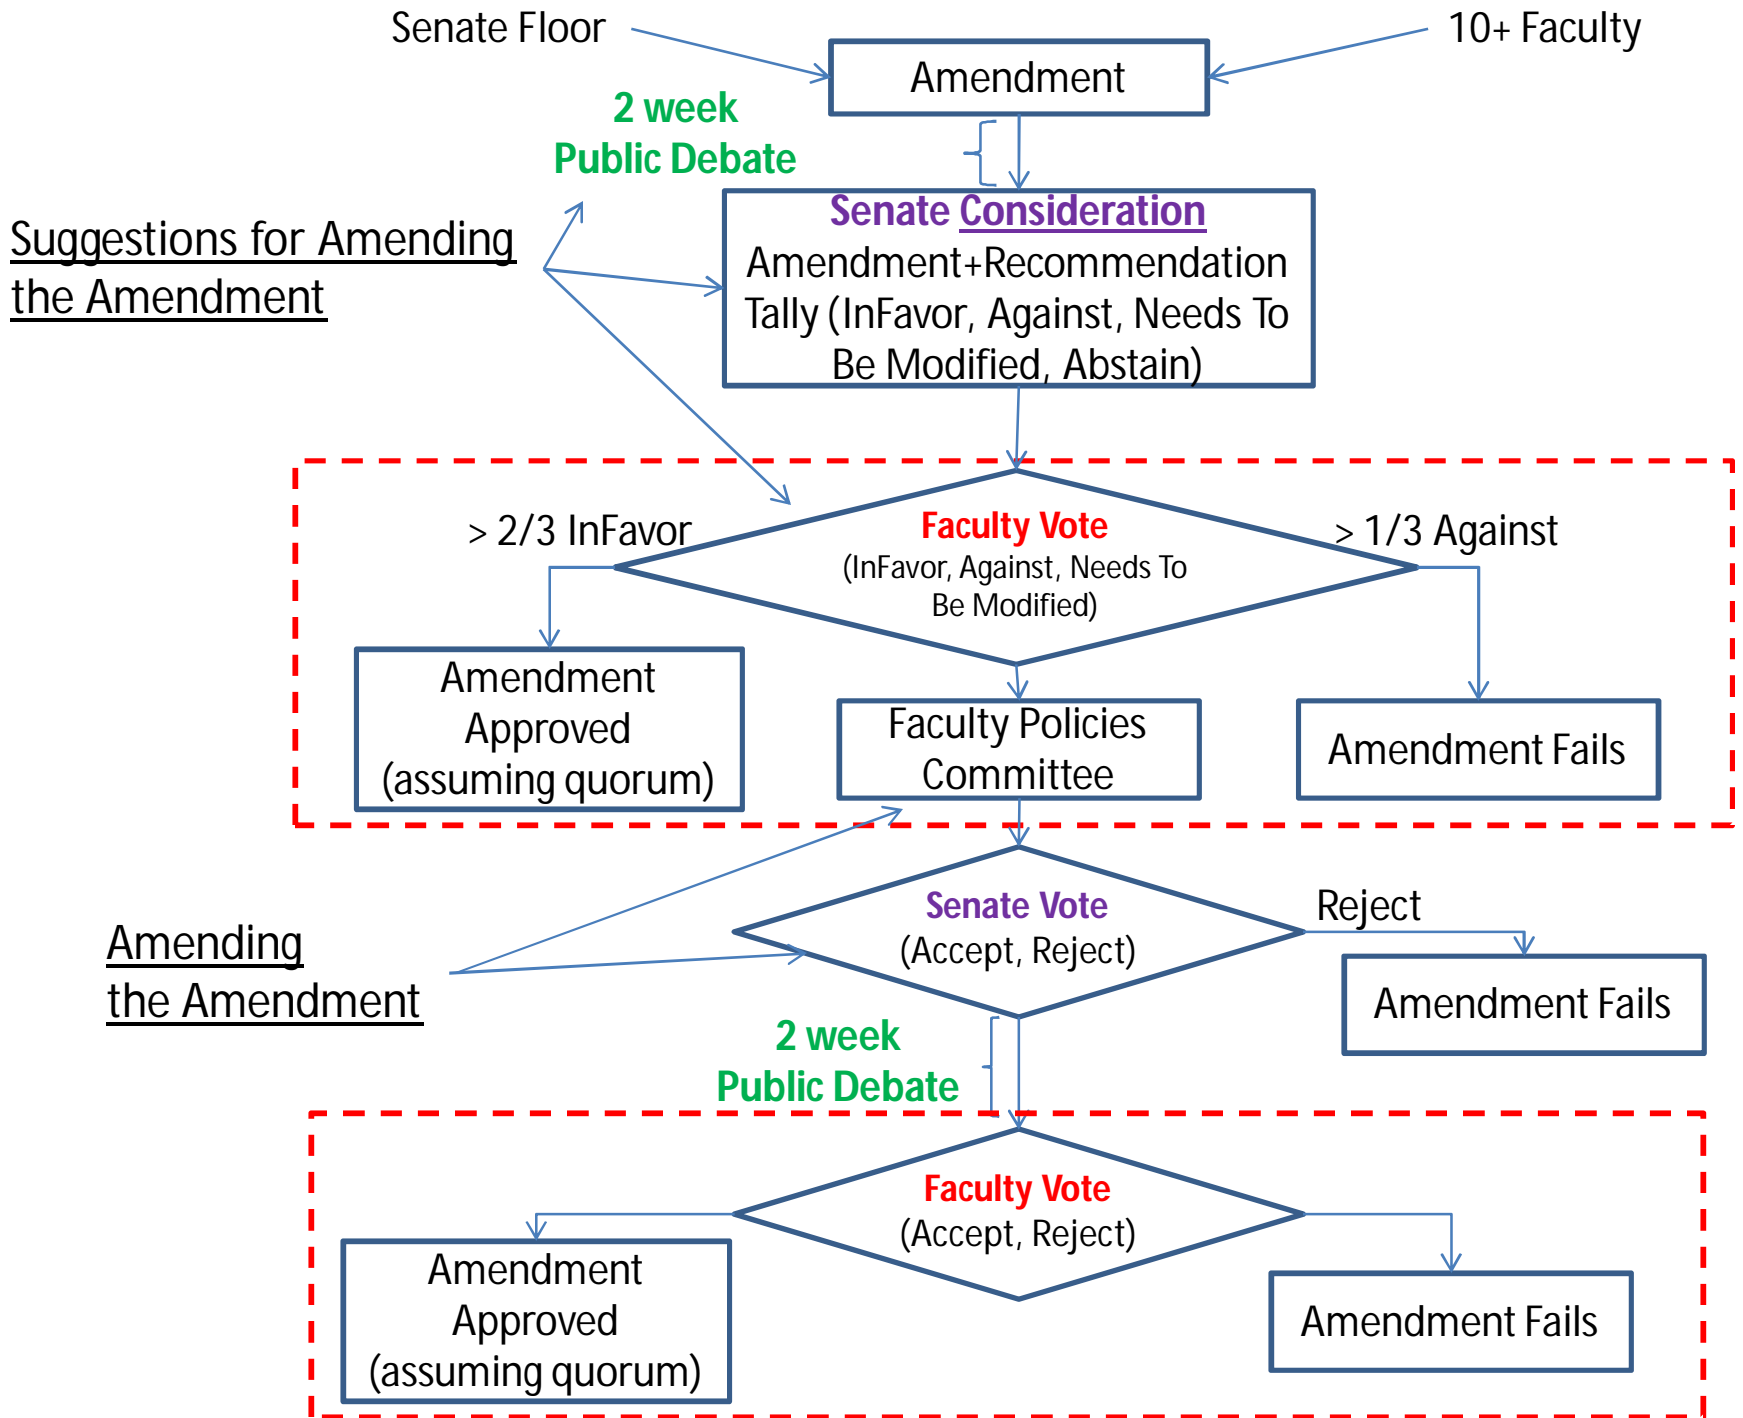 Senate Floor
10+ Faculty
Amendment
2 week
Public Debate
Senate Consideration
Amendment+Recommendation
Tally (InFavor, Against, Needs To
Be Modified, Abstain)
Suggestions for Amending
the Amendment
> 2/3 InFavor
Faculty Vote
(InFavor, Against, Needs To
Be Modified)
> 1/3 Against
Amendment
Approved
(assuming quorum)
Faculty Policies
Committee
Amendment Fails
Amending
the Amendment
Senate Vote
(Accept, Reject)
Reject
Amendment Fails
2 week
Public Debate
Faculty Vote
(Accept, Reject)
Amendment
Approved
(assuming quorum)
Amendment Fails